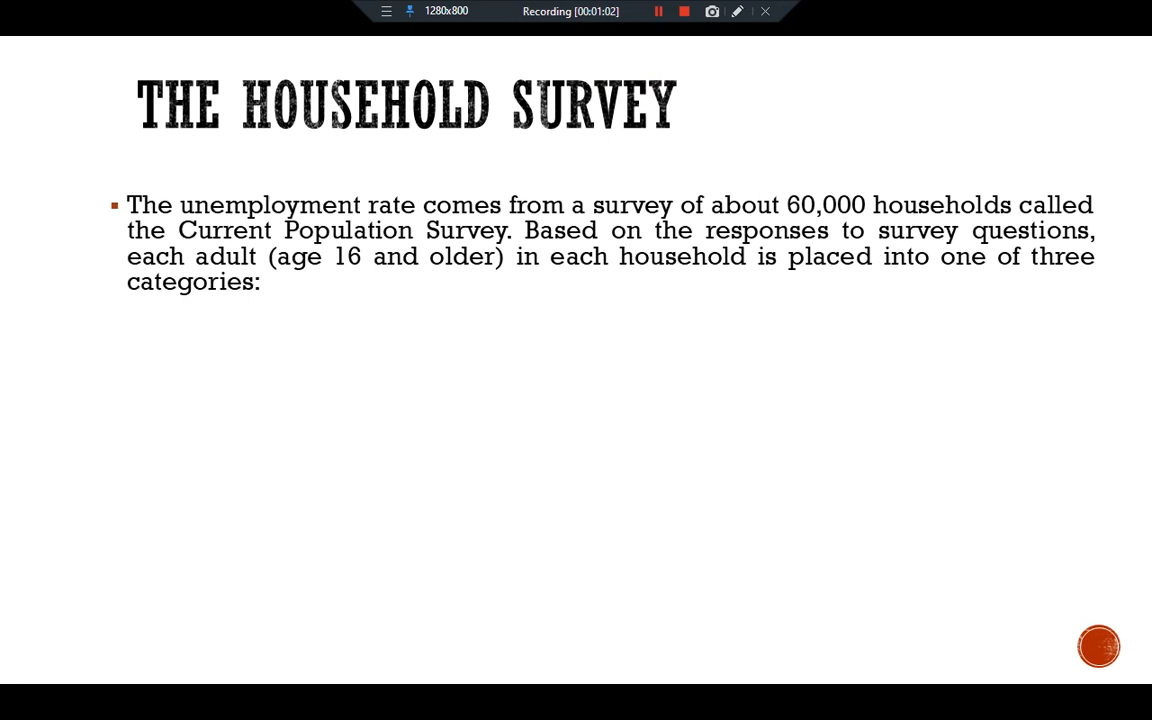 1280x800 Recording [00:01:02]
THE HOUSEHOLD SURVEY
▪ The unemployment rate comes from a survey of about 60,000 households called
the Current Population Survey. Based on the responses to survey questions,
each adult (age 16 and older) in each household is placed into one of three
categories: